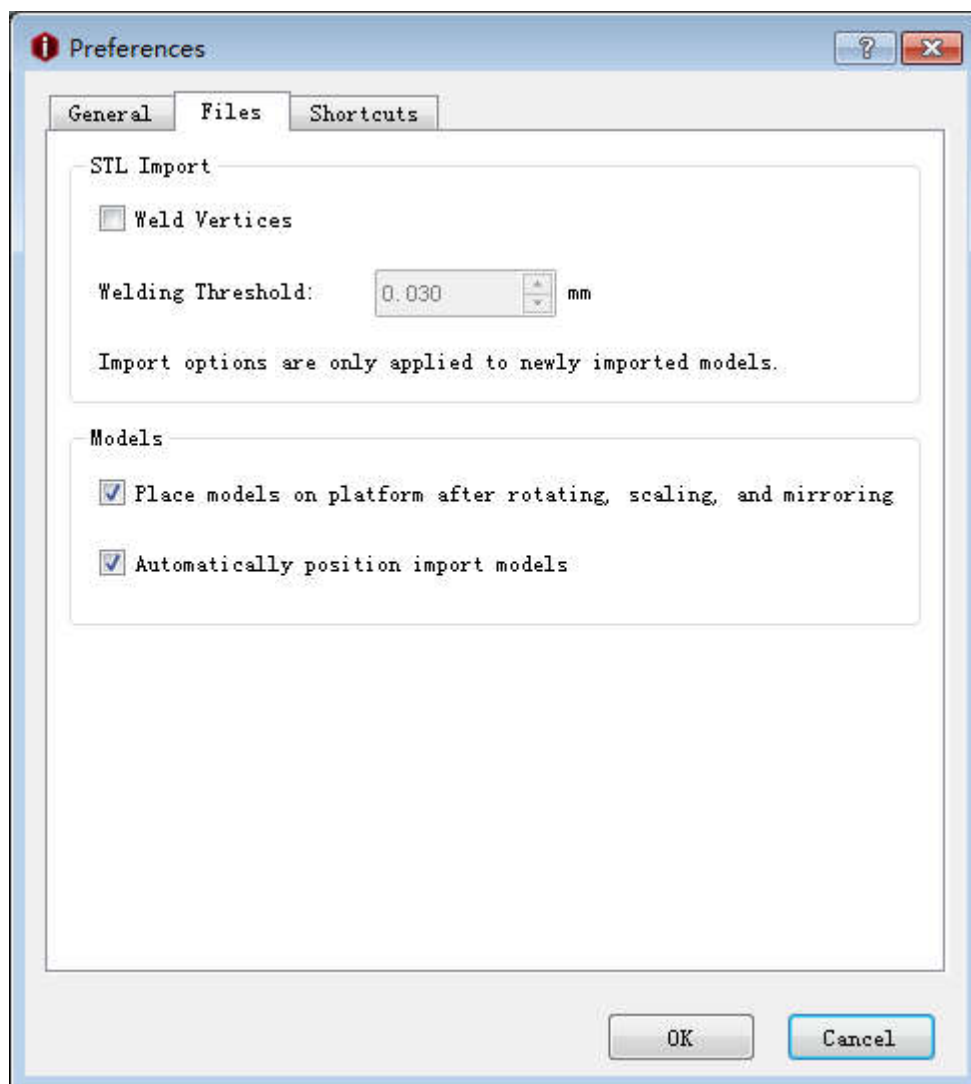 Preferences
General Files Shortcuts
STL Import
Weld Vertices
Welding Threshold: 0.030 mm
Import options are only applied to newly imported models.
Models
Place models on platform after rotating, scaling, and mirroring
Automatically position import models
OK Cancel